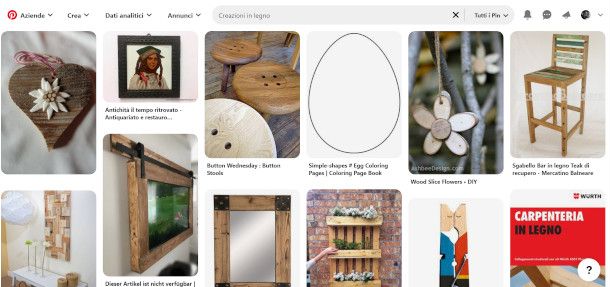 Aziende Crea Dati analitici Annunci Creazioni in legno Tutti i Pin
Antichità il tempo ritrovato -
Antiquariato e restauro...
Button Wednesday : Button
Stools
Simple shapes # Egg Coloring
Pages | Coloring Page Book
AshbeeDesign.com
Wood Slice Flowers • DIY
Sgabello Bar in legno Teak di
recupero - Mercatino Balneare
Dieser Artikel ist nicht verfügbar |
WÜRTH
CARPENTERIA
IN LEGNO
?